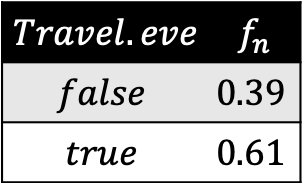 Travel.eve fₙ
false 0.39
true 0.61